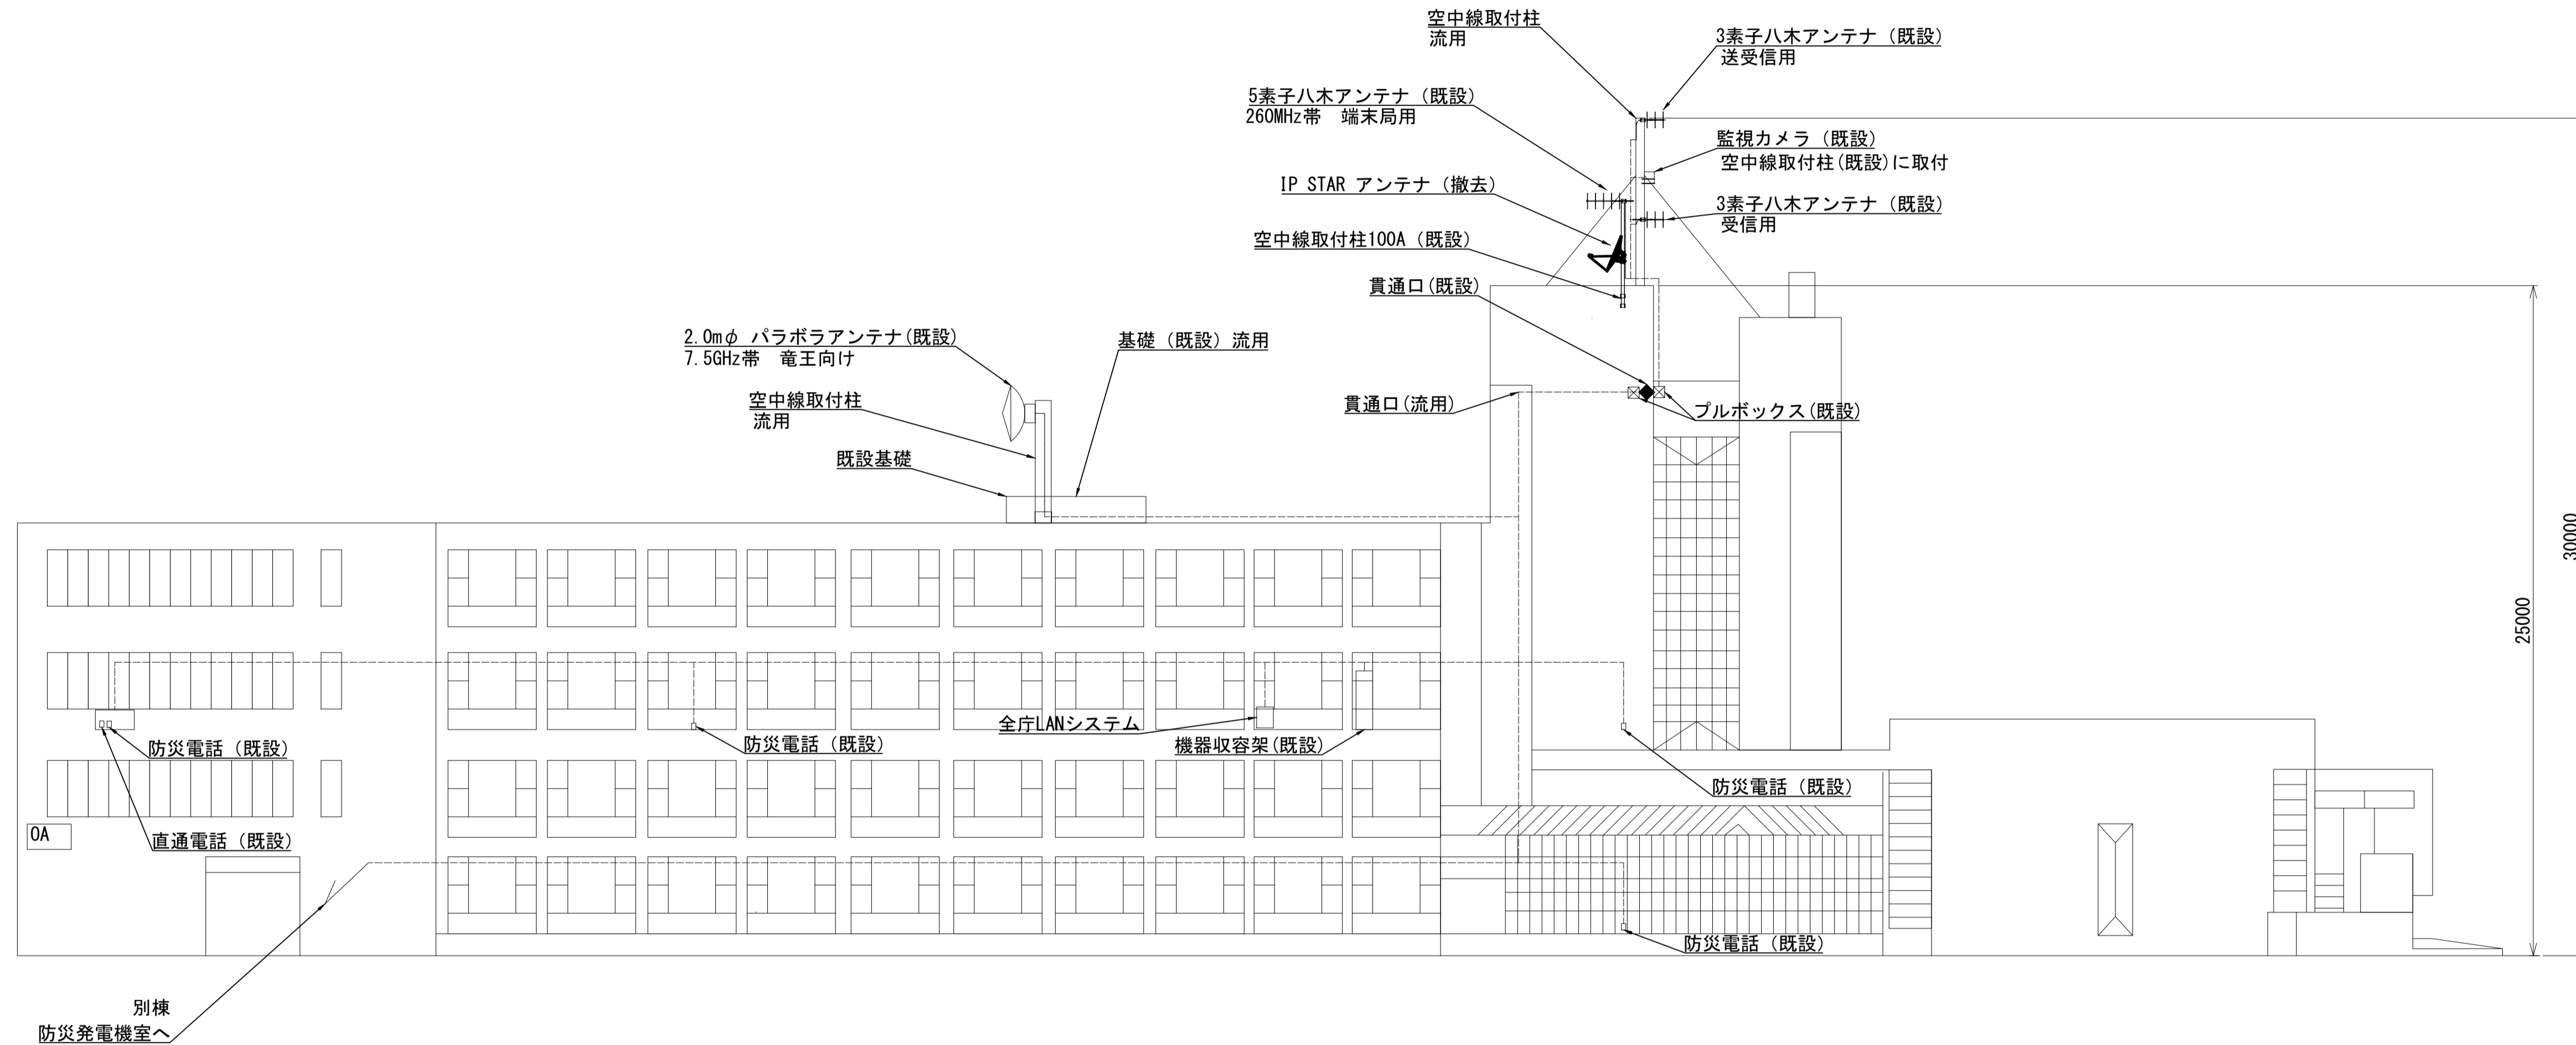 空中線取付柱
流用
3素子八木アンテナ（既設）
送受信用
5素子八木アンテナ（既設）
260MHz帯　端末局用
監視カメラ（既設）
空中線取付柱(既設)に取付
IP STAR アンテナ（撤去）
3素子八木アンテナ（既設）
受信用
空中線取付柱100A（既設）
貫通口(既設)
2.0mφ パラボラアンテナ(既設)
7.5GHz帯　竜王向け
基礎（既設）流用
空中線取付柱
流用
貫通口(流用)
プルボックス(既設)
既設基礎
30000
25000
全庁LANシステム
防災電話（既設）
防災電話（既設）
機器収容架(既設)
防災電話（既設）
OA
直通電話（既設）
防災電話（既設）
別棟
防災発電機室へ